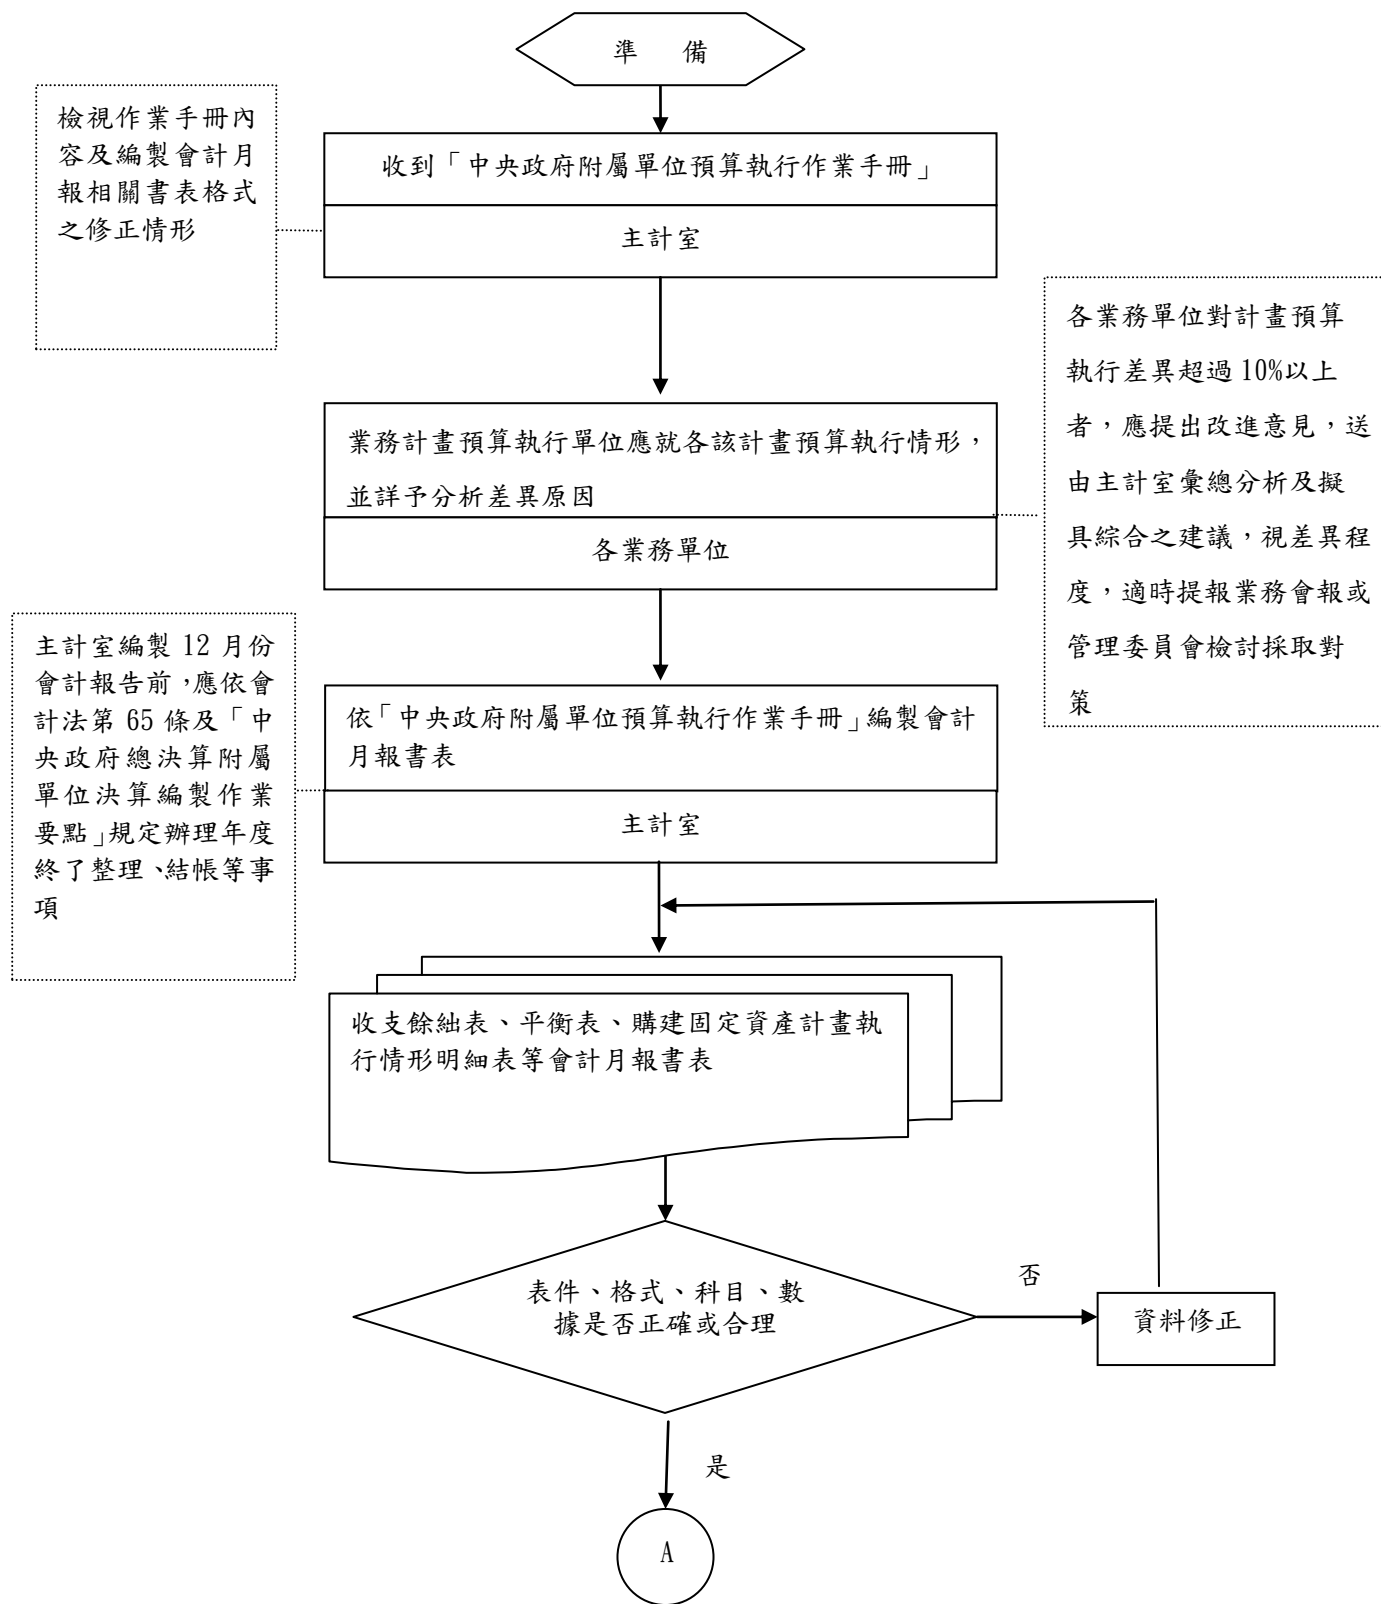 準　備
檢視作業手冊內
容及編製會計月
報相關書表格式
之修正情形
收到「中央政府附屬單位預算執行作業手冊」
主計室
各業務單位對計畫預算
執行差異超過 10%以上
者，應提出改進意見，送
由主計室彙總分析及擬
具綜合之建議，視差異程
度，適時提報業務會報或
管理委員會檢討採取對
策
業務計畫預算執行單位應就各該計畫預算執行情形，
並詳予分析差異原因
各業務單位
主計室編製 12 月份
會計報告前，應依會
計法第 65 條及「中
央政府總決算附屬
單位決算編製作業
要點」規定辦理年度
終了整理、結帳等事
項
依「中央政府附屬單位預算執行作業手冊」編製會計
月報書表
主計室
收支餘絀表、平衡表、購建固定資產計畫執
行情形明細表等會計月報書表
表件、格式、科目、數
據是否正確或合理
否
資料修正
是
A